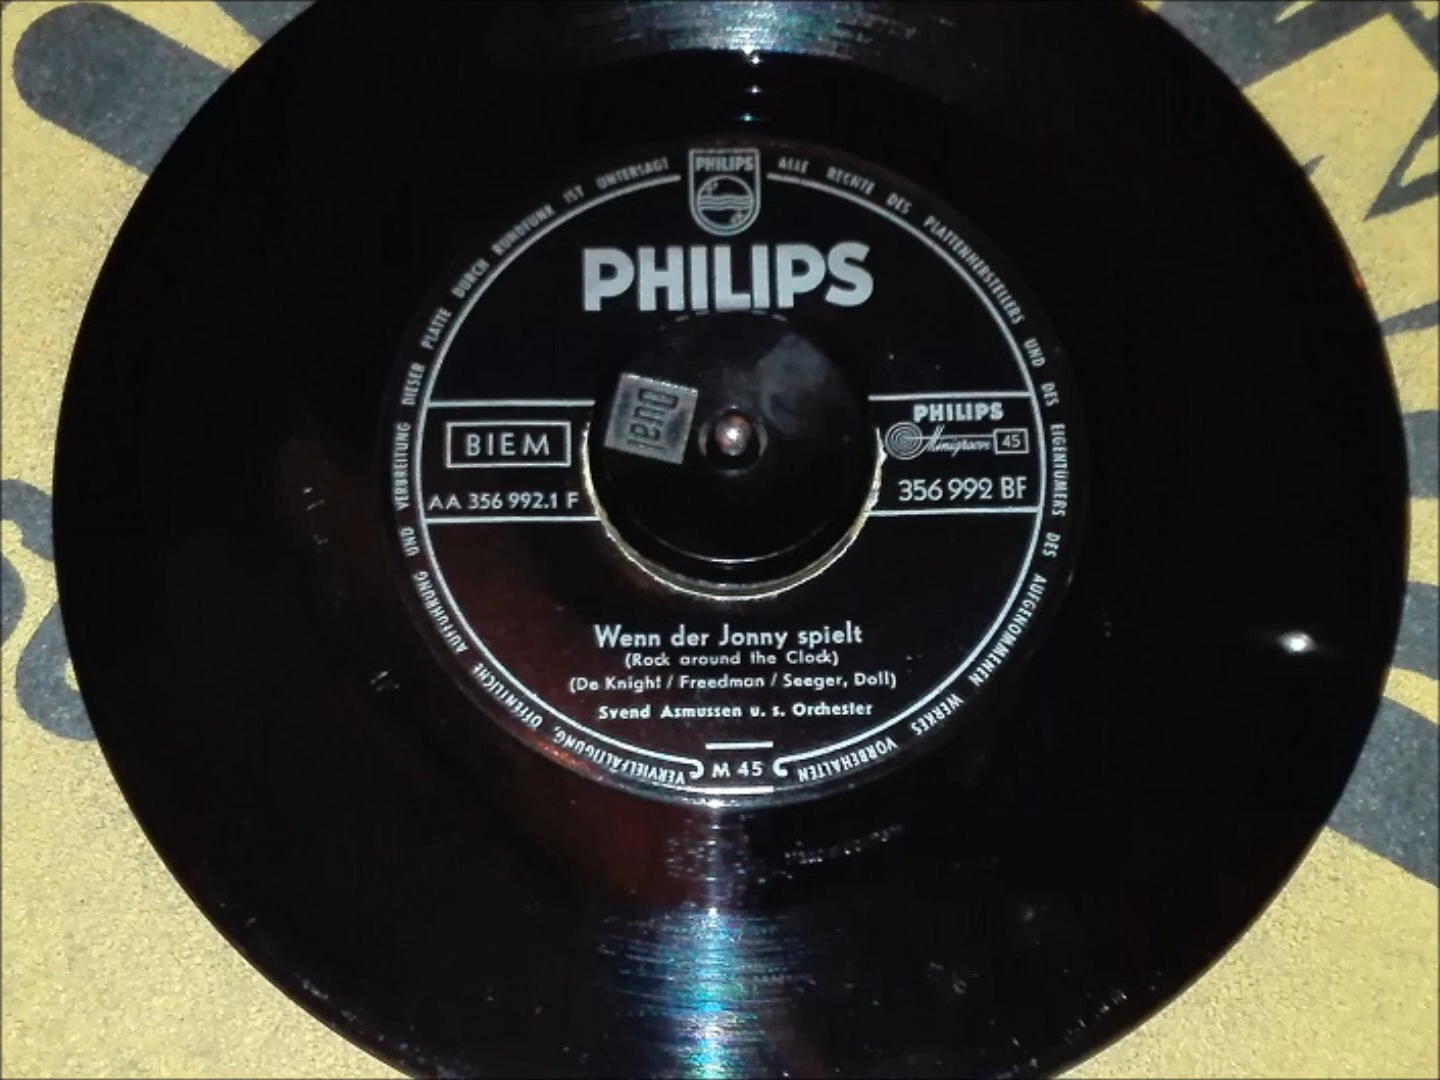 PHILIPS
ALLE RECHTE DES PLATTENHERSTELLERS UND DES EIGENTUMERS DES AUFGENOMMENEN WERKES VORBEHALTEN
VERVIELFÄLTIGUNG, ÖFFENTLICHE AUFFÜHRUNG UND VERBREITUNG DIESER PLATTE DURCH RUNDFUNK IST UNTERSAGT
PHILIPS
Dual
BIEM
AA 356 992.1 F
PHILIPS
Minigroove 45
356 992 BF
Wenn der Jonny spielt
(Rock around the Clock)
(De Knight / Freedman / Seeger, Doll)
Svend Asmussen u. s. Orchester
M 45